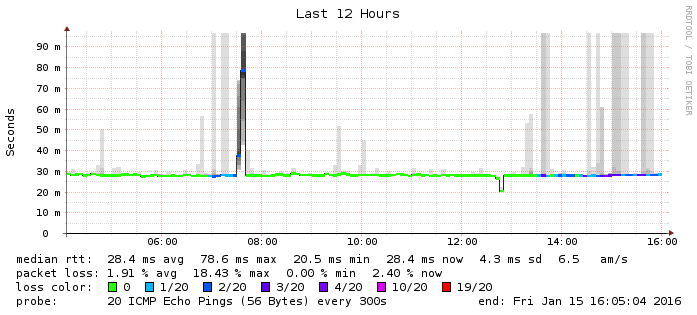 Last 12 Hours
RRDTOOL / TOBI OETIKER
Seconds
90 m
80 m
70 m
60 m
50 m
40 m
30 m
20 m
10 m
0
06:00 08:00 10:00 12:00 14:00 16:00
median rtt: 28.4 ms avg 78.6 ms max 20.5 ms min 28.4 ms now 4.3 ms sd 6.5 am/s
packet loss: 1.91 % avg 18.43 % max 0.00 % min 2.40 % now
loss color: 0 1/20 2/20 3/20 4/20 10/20 19/20
probe: 20 ICMP Echo Pings (56 Bytes) every 300s end: Fri Jan 15 16:05:04 2016